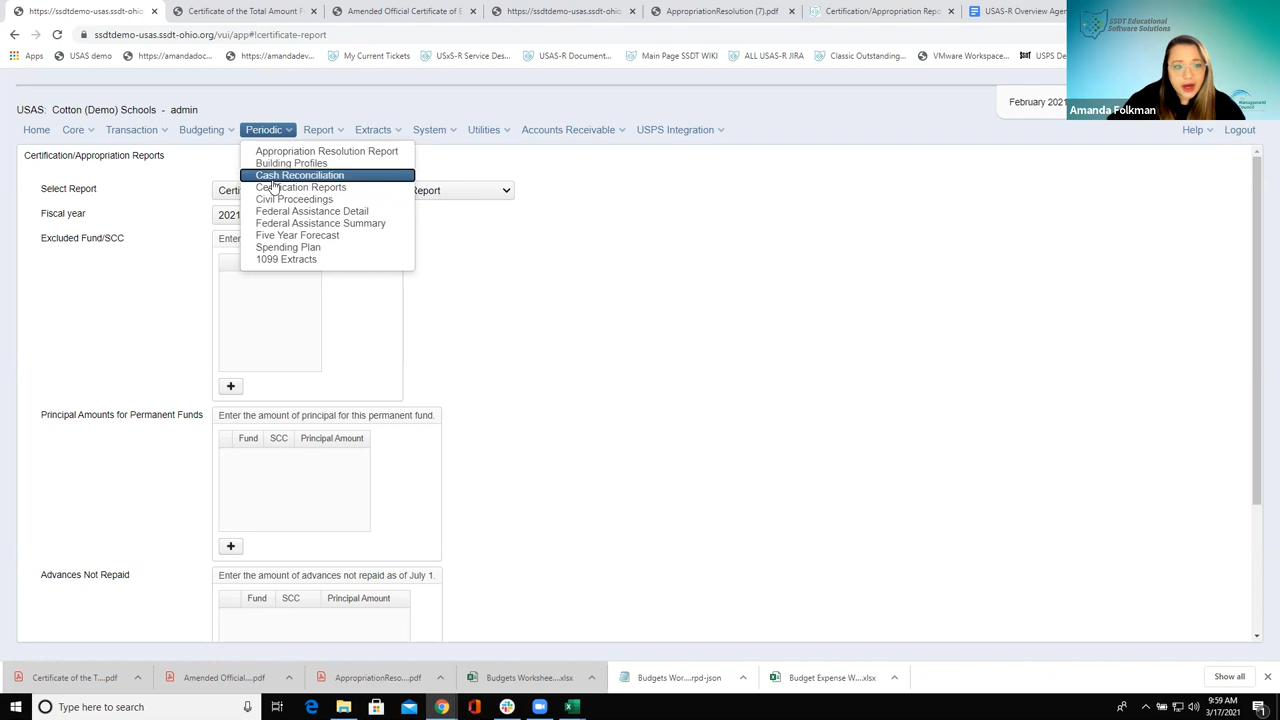 https://ssdtdemo-usas.ssdt-ohio
Certificate of the Total Amount F
Amended Official Certificate of E
https://ssdtdemo-usas.ssdt-ohio
AppropriationResolution (7).pdf
Certification/Appropriation Repo
USAS-R Overview Agen
ssdtdemo-usas.ssdt-ohio.org/vui/app#!certificate-report
Apps
USAS demo
https://amandadoc...
https://amandadev...
My Current Tickets
USxS-R Service Des...
USAS-R Document...
Main Page SSDT WIKI
ALL USAS-R JIRA
Classic Outstanding...
VMware Workspace...
USPS De
SSDT Educational
Software Solutions
Management
Council
Amanda Folkman
USAS: Cotton (Demo) Schools - admin
February 2021
Home
Core
Transaction
Budgeting
Periodic
Report
Extracts
System
Utilities
Accounts Receivable
USPS Integration
Help
Logout
Certification/Appropriation Reports
Appropriation Resolution Report
Building Profiles
Cash Reconciliation
Certification Reports
Civil Proceedings
Federal Assistance Detail
Federal Assistance Summary
Five Year Forecast
Spending Plan
1099 Extracts
Select Report
Certi
Report
Fiscal year
2021
Excluded Fund/SCC
Enter
+
Principal Amounts for Permanent Funds
Enter the amount of principal for this permanent fund.
Fund SCC Principal Amount
+
Advances Not Repaid
Enter the amount of advances not repaid as of July 1.
Fund SCC Principal Amount
Certificate of the T....pdf
Amended Official....pdf
AppropriationReso....pdf
Budgets Workshee....xlsx
Budgets Wor....rpd-json
Budget Expense W....xlsx
Show all
Type here to search
9:59 AM
3/17/2021
1